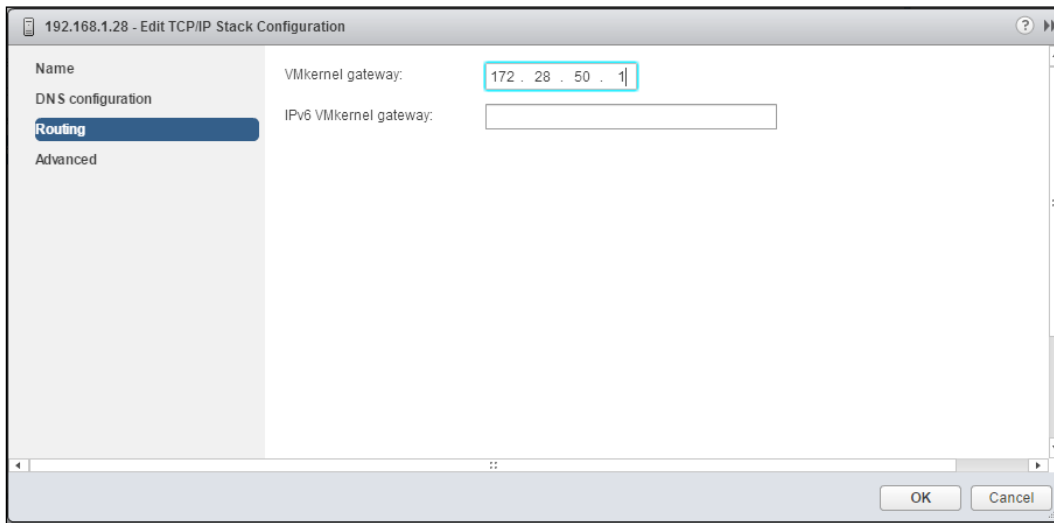 192.168.1.28 - Edit TCP/IP Stack Configuration
?
Name
DNS configuration
Routing
Advanced
VMkernel gateway:
172 . 28 . 50 . 1
IPv6 VMkernel gateway:
OK
Cancel